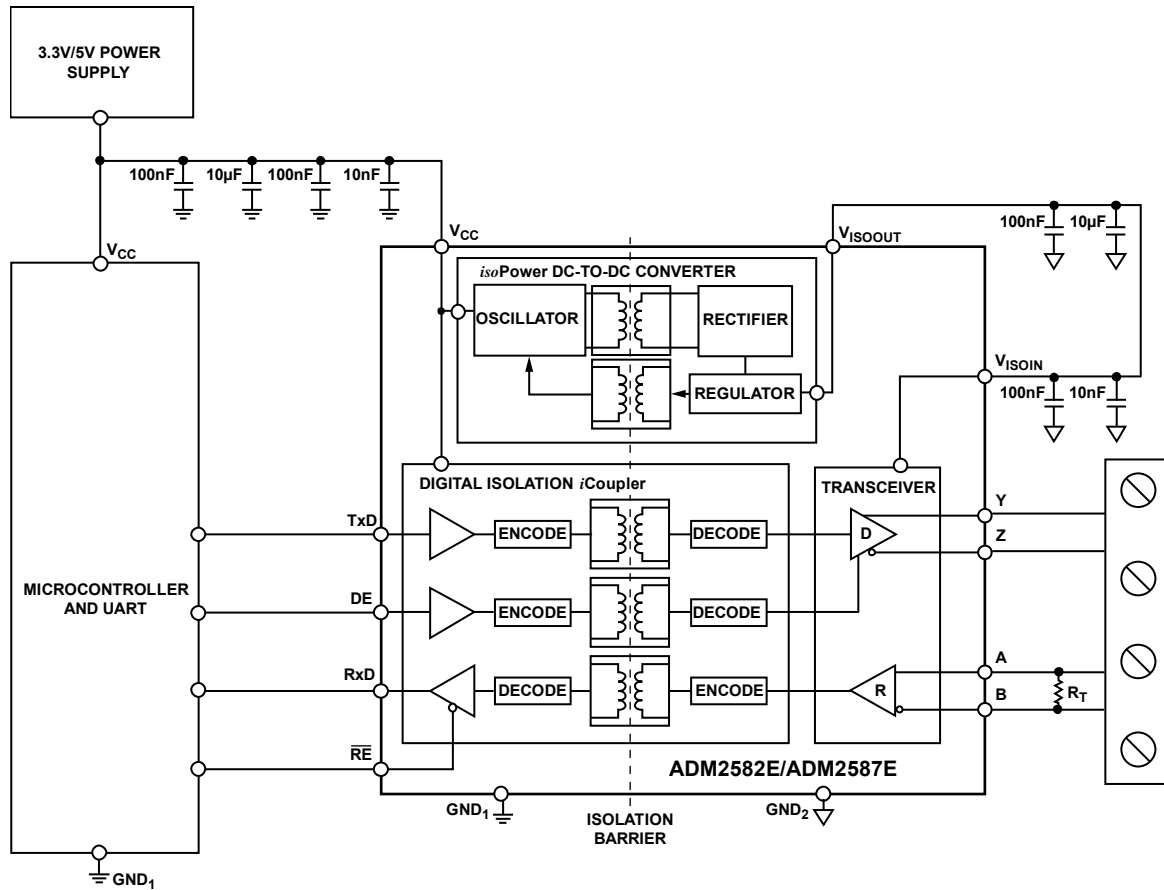 3.3V/5V POWER
SUPPLY
100nF 10µF 100nF 10nF
VCC
VCC
VISOOUT
100nF 10µF
isoPower DC-TO-DC CONVERTER
OSCILLATOR
RECTIFIER
REGULATOR
VISOIN
100nF 10nF
DIGITAL ISOLATION iCoupler
TRANSCEIVER
MICROCONTROLLER
AND UART
TxD
ENCODE
DECODE
D
Y
Z
DE
ENCODE
DECODE
RxD
DECODE
ENCODE
R
A
B
RT
RE
ADM2582E/ADM2587E
GND1
ISOLATION
BARRIER
GND2
GND1